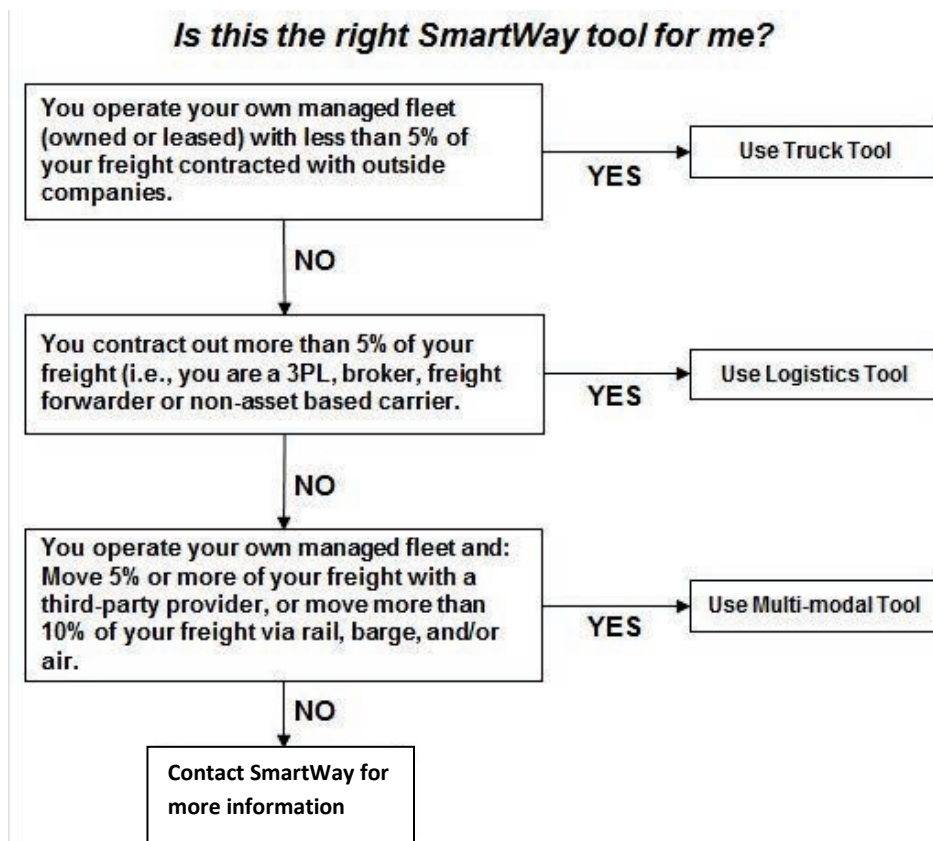 Is this the right SmartWay tool for me?
You operate your own managed fleet
(owned or leased) with less than 5% of
your freight contracted with outside
companies.
YES
Use Truck Tool
NO
You contract out more than 5% of your
freight (i.e., you are a 3PL, broker, freight
forwarder or non-asset based carrier.
YES
Use Logistics Tool
NO
You operate your own managed fleet and:
Move 5% or more of your freight with a
third-party provider, or move more than
10% of your freight via rail, barge, and/or
air.
YES
Use Multi-modal Tool
NO
Contact SmartWay for
more information